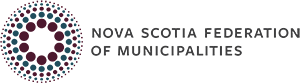 NOVA SCOTIA FEDERATION
OF MUNICIPALITIES